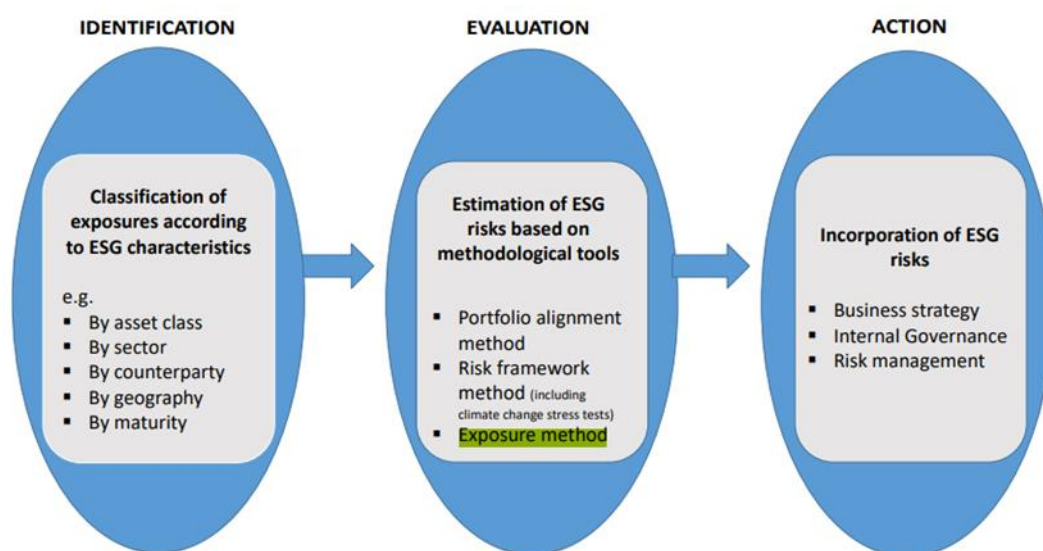 IDENTIFICATION
Classification of
exposures according
to ESG characteristics
e.g.
▪ By asset class
▪ By sector
▪ By counterparty
▪ By geography
▪ By maturity
EVALUATION
Estimation of ESG
risks based on
methodological tools
▪ Portfolio alignment
method
▪ Risk framework
method (including
climate change stress tests)
▪ Exposure method
ACTION
Incorporation of ESG
risks
▪ Business strategy
▪ Internal Governance
▪ Risk management